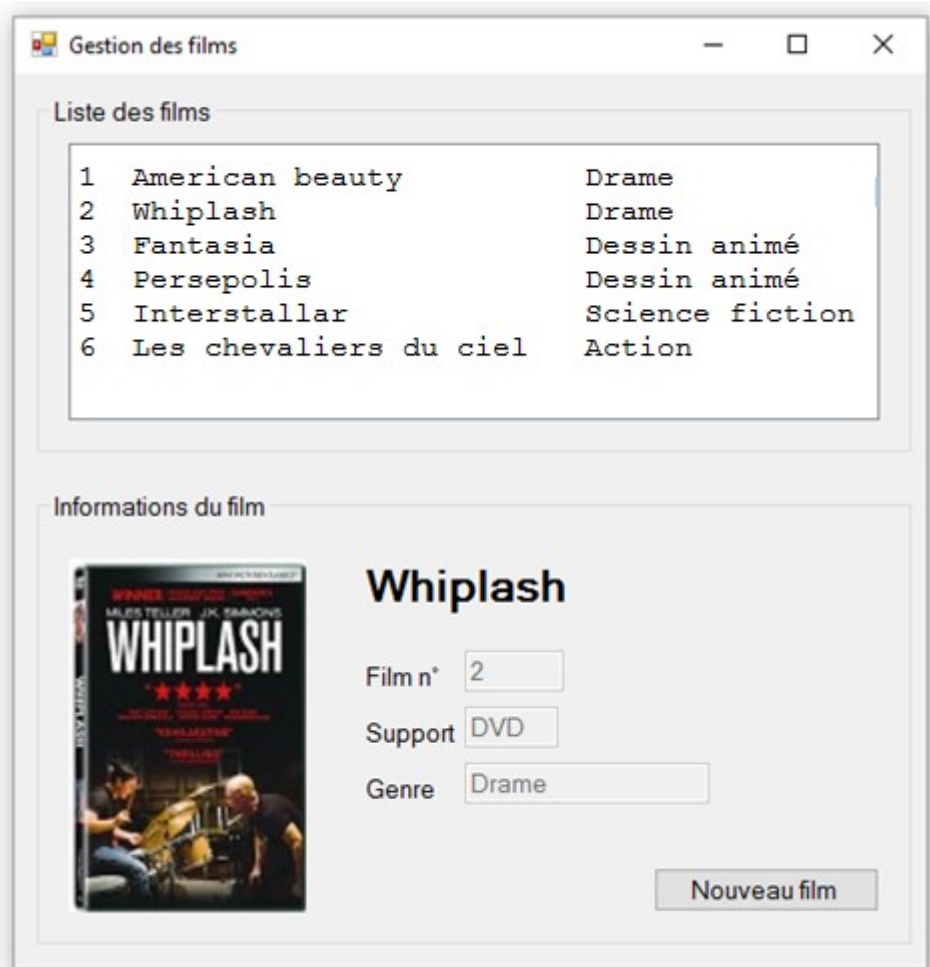 Gestion des films
Liste des films
1 American beauty Drame
2 Whiplash Drame
3 Fantasia Dessin animé
4 Persepolis Dessin animé
5 Interstallar Science fiction
6 Les chevaliers du ciel Action
Informations du film
WINNER
MILES TELLER J.K. SIMMONS
WHIPLASH
WHIPLASH
Whiplash
Film n° 2
Support DVD
Genre Drame
Nouveau film